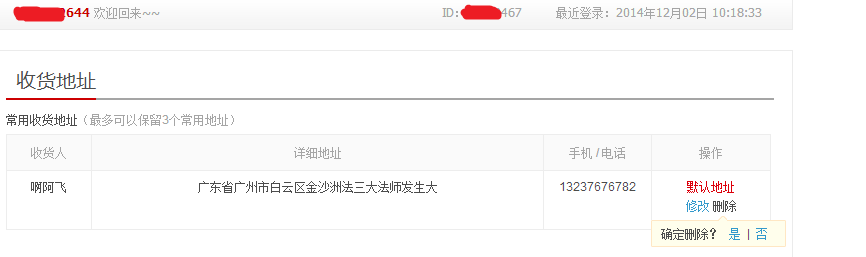 2644 欢迎回来~~ ID: 467 最近登录：2014年12月02日 10:18:33
收货地址
常用收货地址（最多可以保留3个常用地址）
收货人 详细地址 手机 / 电话 操作
啊阿飞 广东省广州市白云区金沙洲法三大法师发生大 13237676782 默认地址
修改 删除
确定删除？ 是 | 否